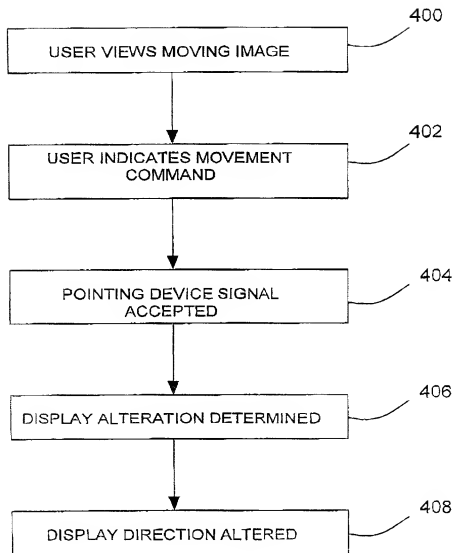 400
USER VIEWS MOVING IMAGE
402
USER INDICATES MOVEMENT
COMMAND
404
POINTING DEVICE SIGNAL
ACCEPTED
406
DISPLAY ALTERATION DETERMINED
408
DISPLAY DIRECTION ALTERED